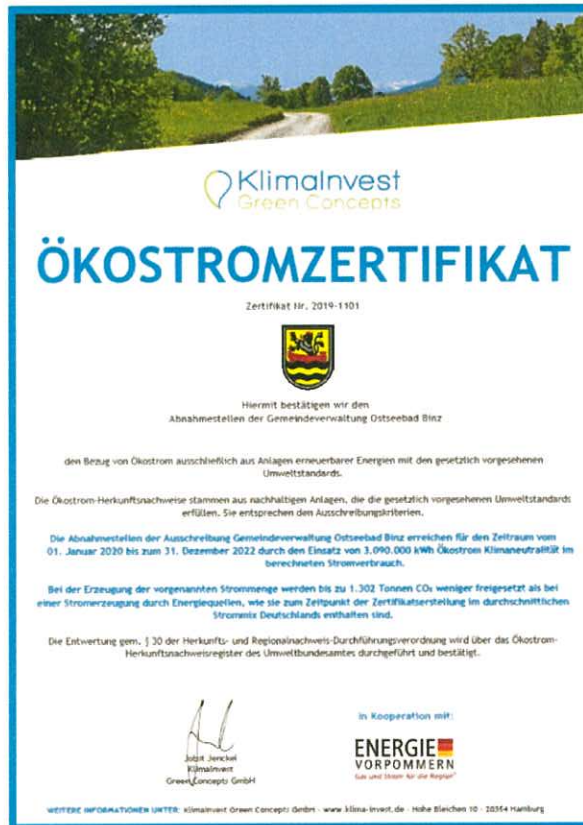 KlimaInvest
Green Concepts
ÖKOSTROMZERTIFIKAT
Zertifikat Nr. 2019-1101
Hiermit bestätigen wir den
Abnahmestellen der Gemeindeverwaltung Ostseebad Binz
den Bezug von Ökostrom ausschließlich aus Anlagen erneuerbarer Energien mit den gesetzlich vorgesehenen
Umweltstandards.
Die Ökostrom-Herkunftsnachweise stammen aus nachhaltigen Anlagen, die die gesetzlich vorgesehenen Umweltstandards
erfüllen. Sie entsprechen den Ausschreibungskriterien.
Die Abnahmestellen der Ausschreibung Gemeindeverwaltung Ostseebad Binz erreichen für den Zeitraum vom
01. Januar 2020 bis zum 31. Dezember 2022 durch den Einsatz von 3.090.000 kWh Ökostrom Klimaneutralität im
berechneten Stromverbrauch.
Bei der Erzeugung der vorgenannten Strommenge werden bis zu 1.302 Tonnen CO₂ weniger freigesetzt als bei
einer Stromerzeugung durch Energiequellen, wie sie zum Zeitpunkt der Zertifikatserstellung im durchschnittlichen
Strommix Deutschlands enthalten sind.
Die Entwertung gem. § 30 der Herkunfts- und Regionalnachweis-Durchführungsverordnung wird über das Ökostrom-
Herkunftsnachweisregister des Umweltbundesamtes durchgeführt und bestätigt.
in Kooperation mit:
Jobst Jenckel
KlimaInvest
Green Concepts GmbH
ENERGIE
VORPOMMERN
Gas und Strom für die Region
WEITERE INFORMATIONEN UNTER: KlimaInvest Green Concepts GmbH - www.klima-invest.de - Hohe Bleichen 10 - 20354 Hamburg